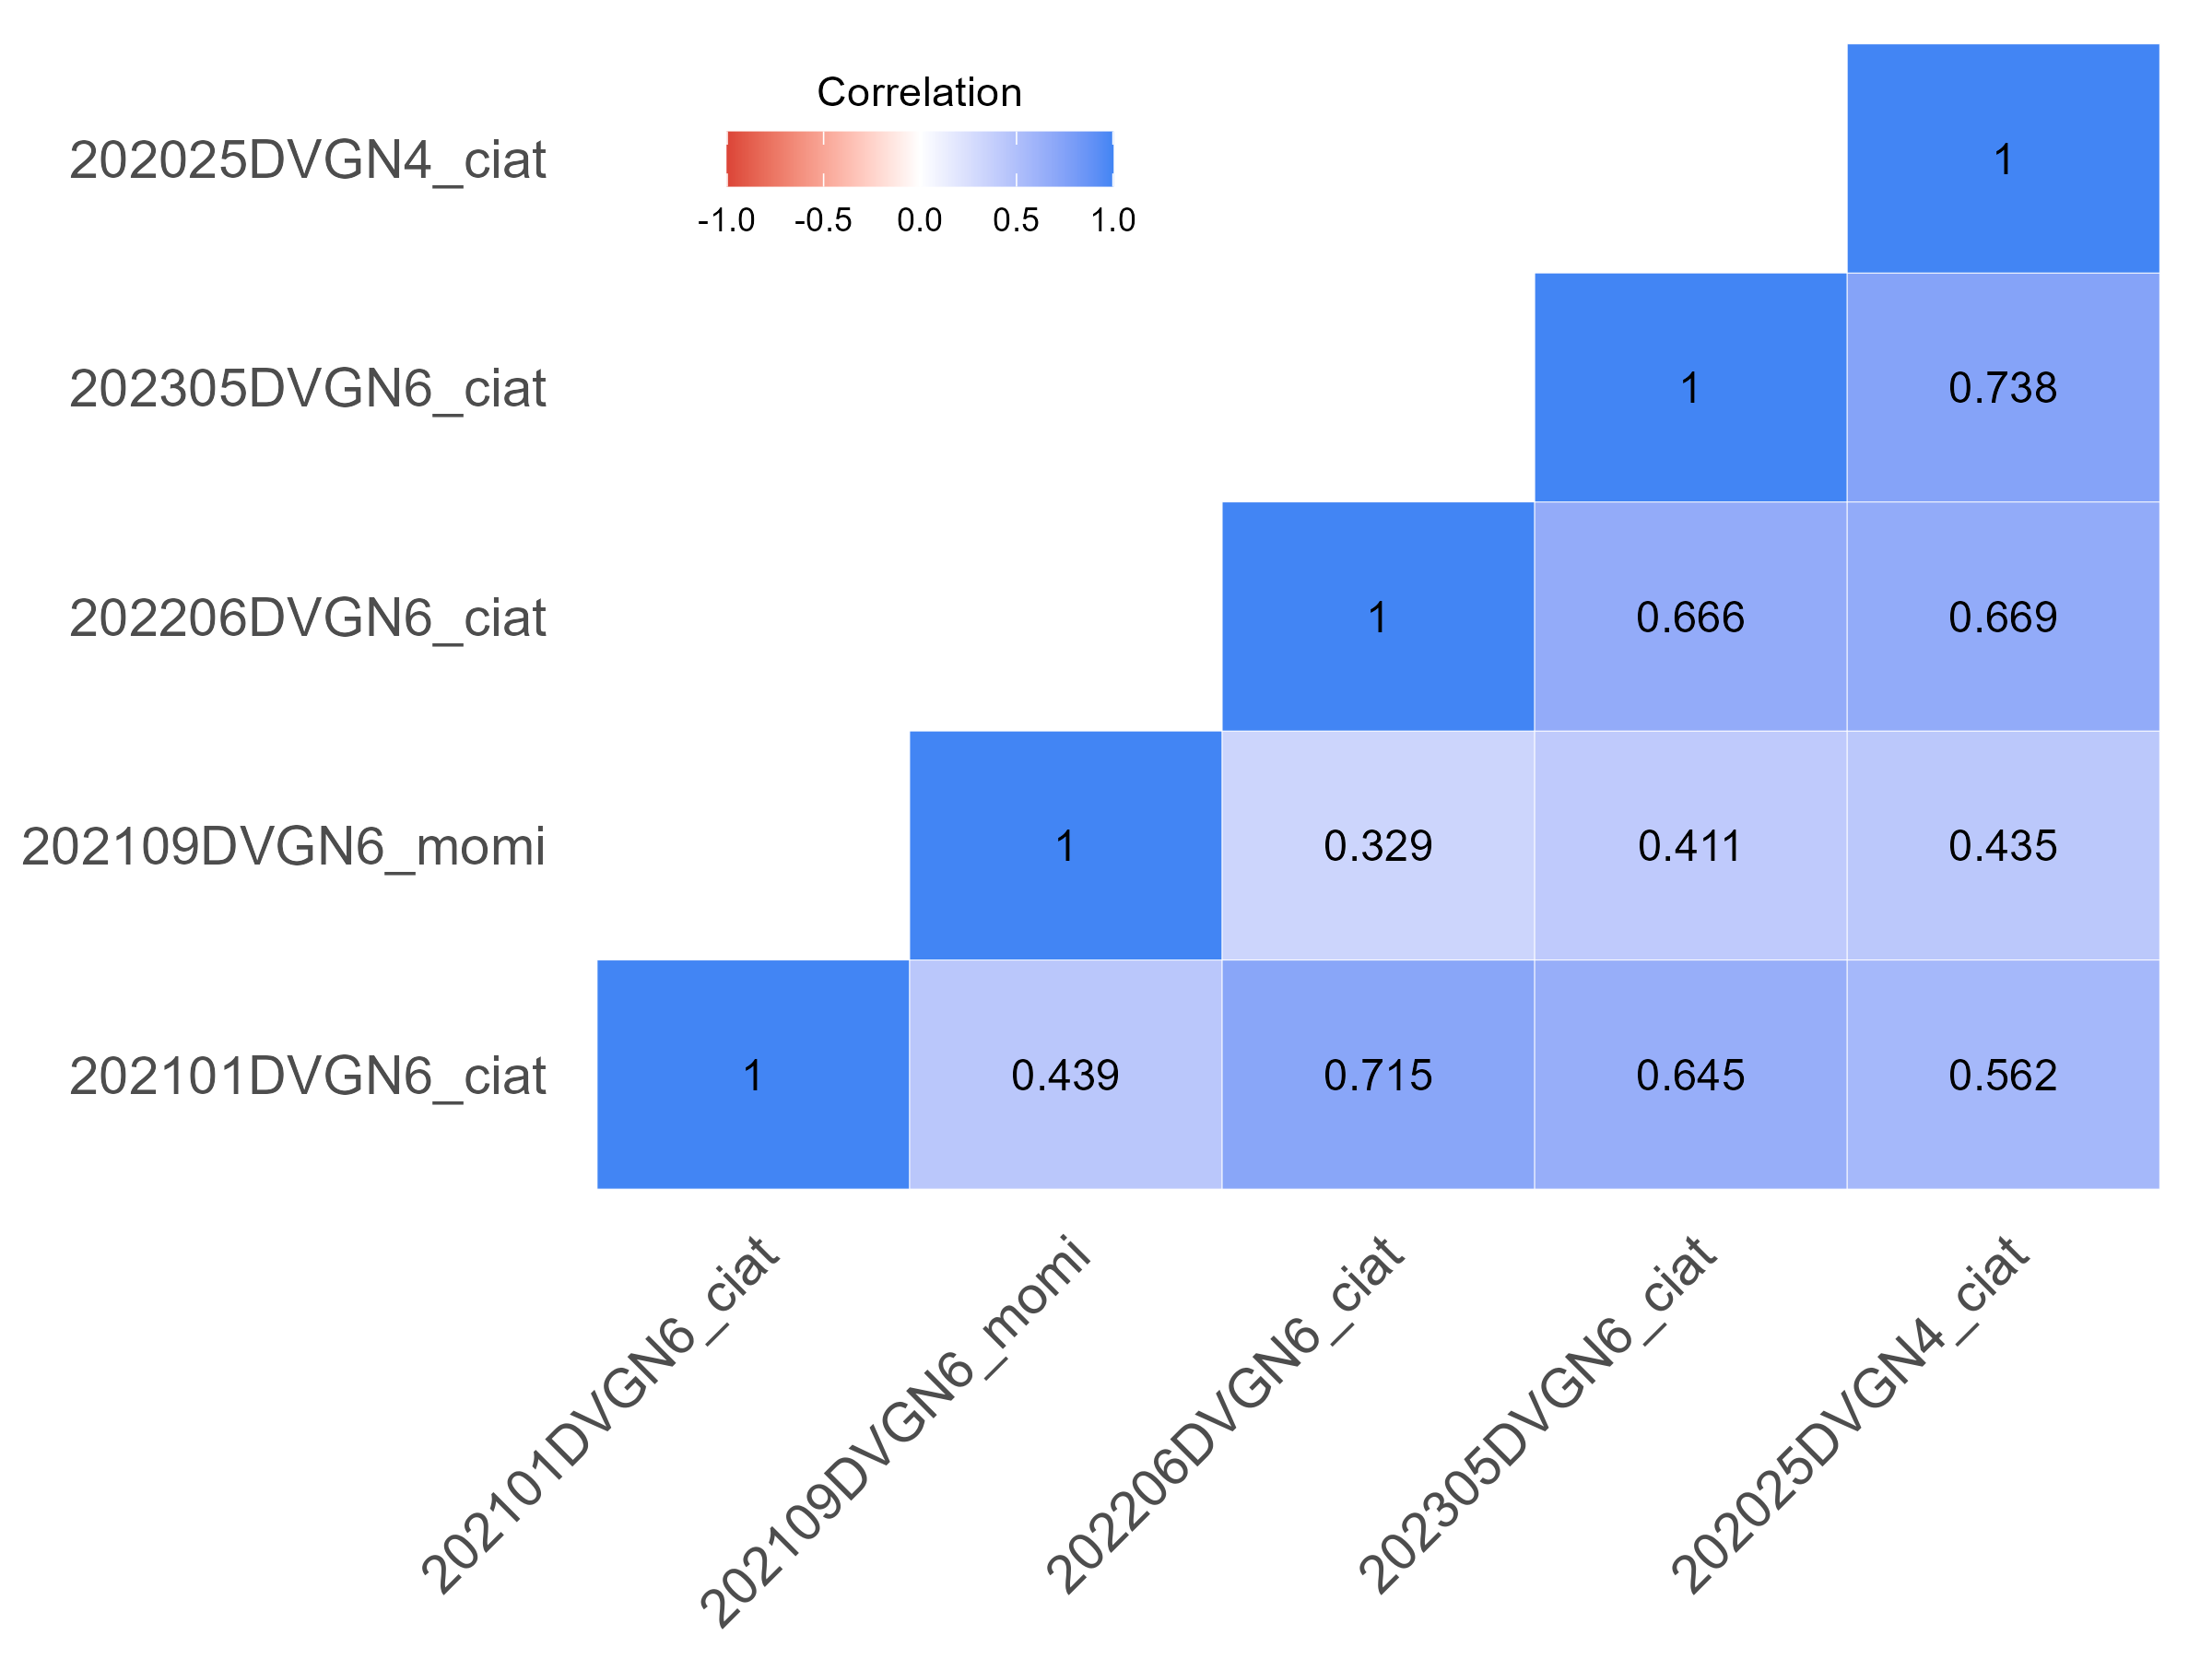 Correlation
-1.0 -0.5 0.0 0.5 1.0
202025DVGN4_ciat 1
202305DVGN6_ciat 1 0.738
202206DVGN6_ciat 1 0.666 0.669
202109DVGN6_momi 1 0.329 0.411 0.435
202101DVGN6_ciat 1 0.439 0.715 0.645 0.562
202101DVGN6_ciat
202109DVGN6_momi
202206DVGN6_ciat
202305DVGN6_ciat
202025DVGN4_ciat